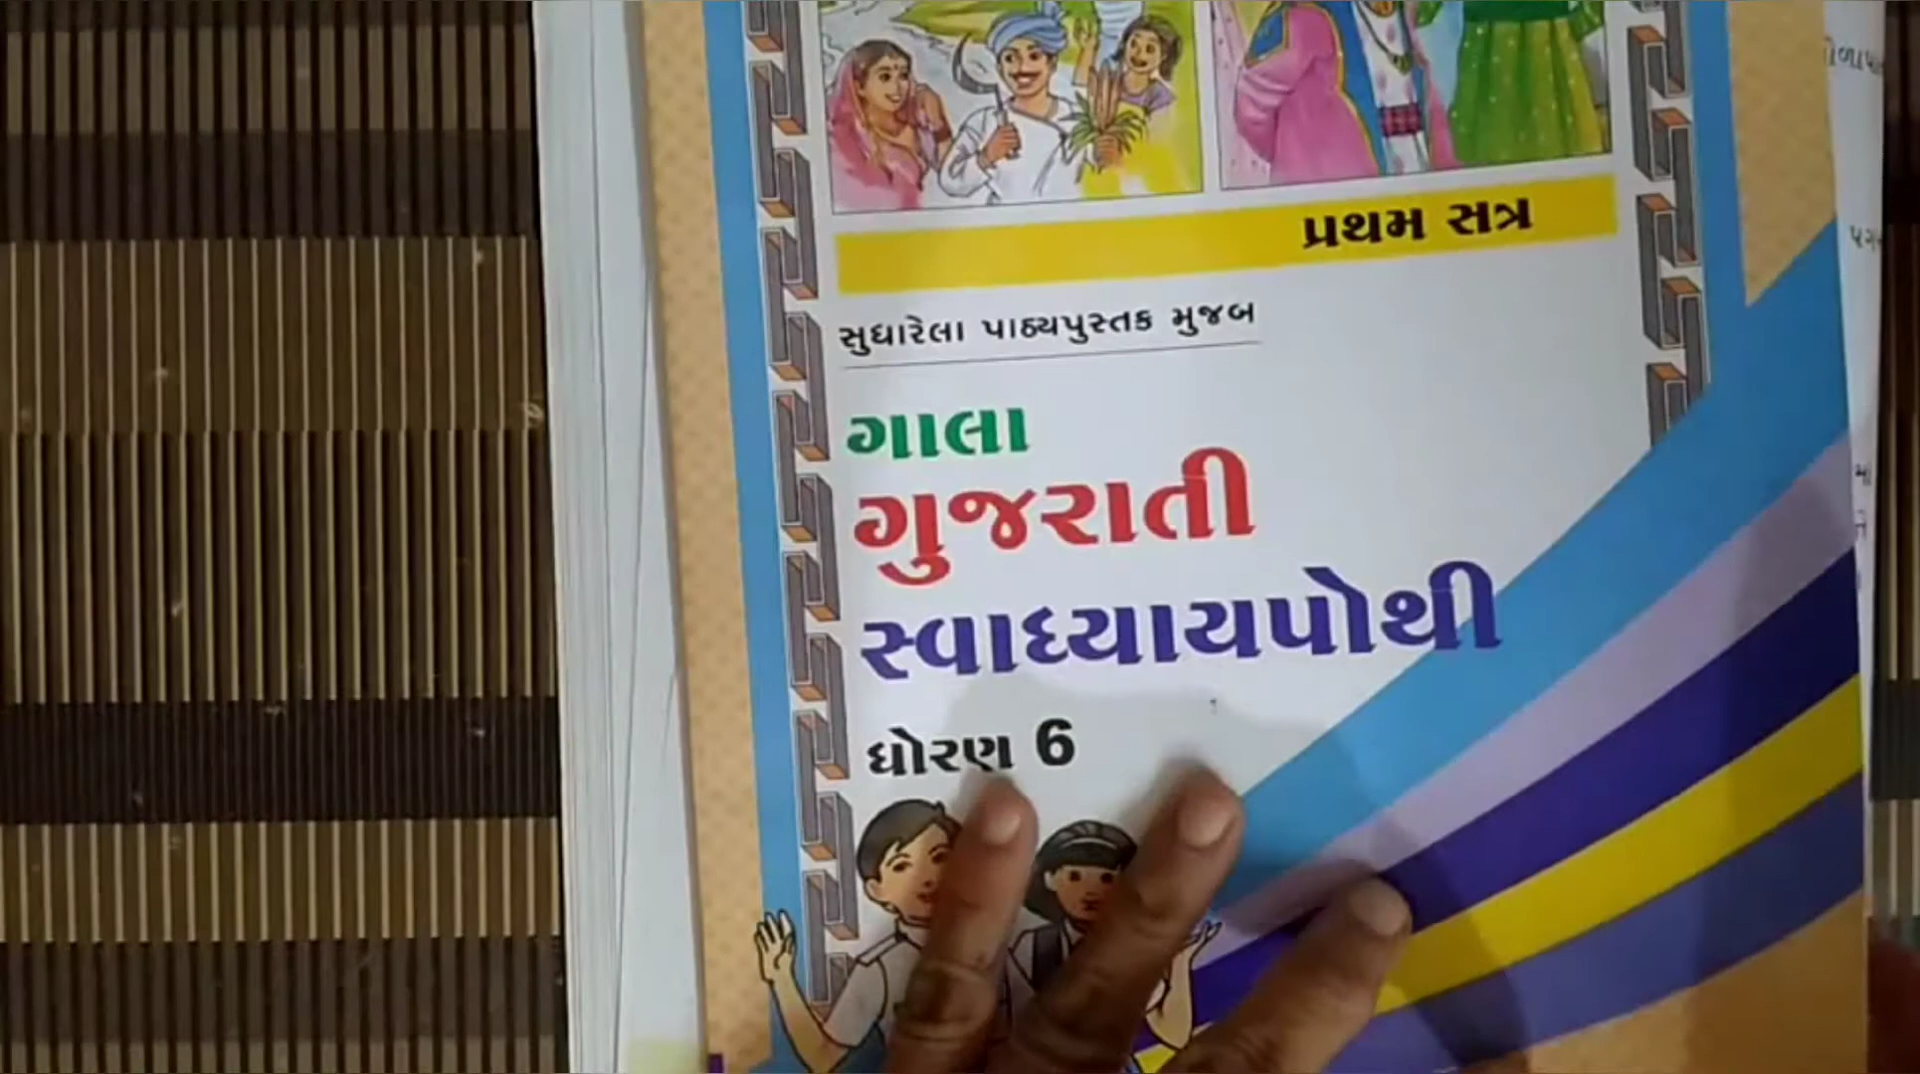 પ્રથમ સત્ર
સુધારેલા પાઠ્યપુસ્તક મુજબ
ગાલા
ગુજરાતી
સ્વાધ્યાયપોથી
ધોરણ 6